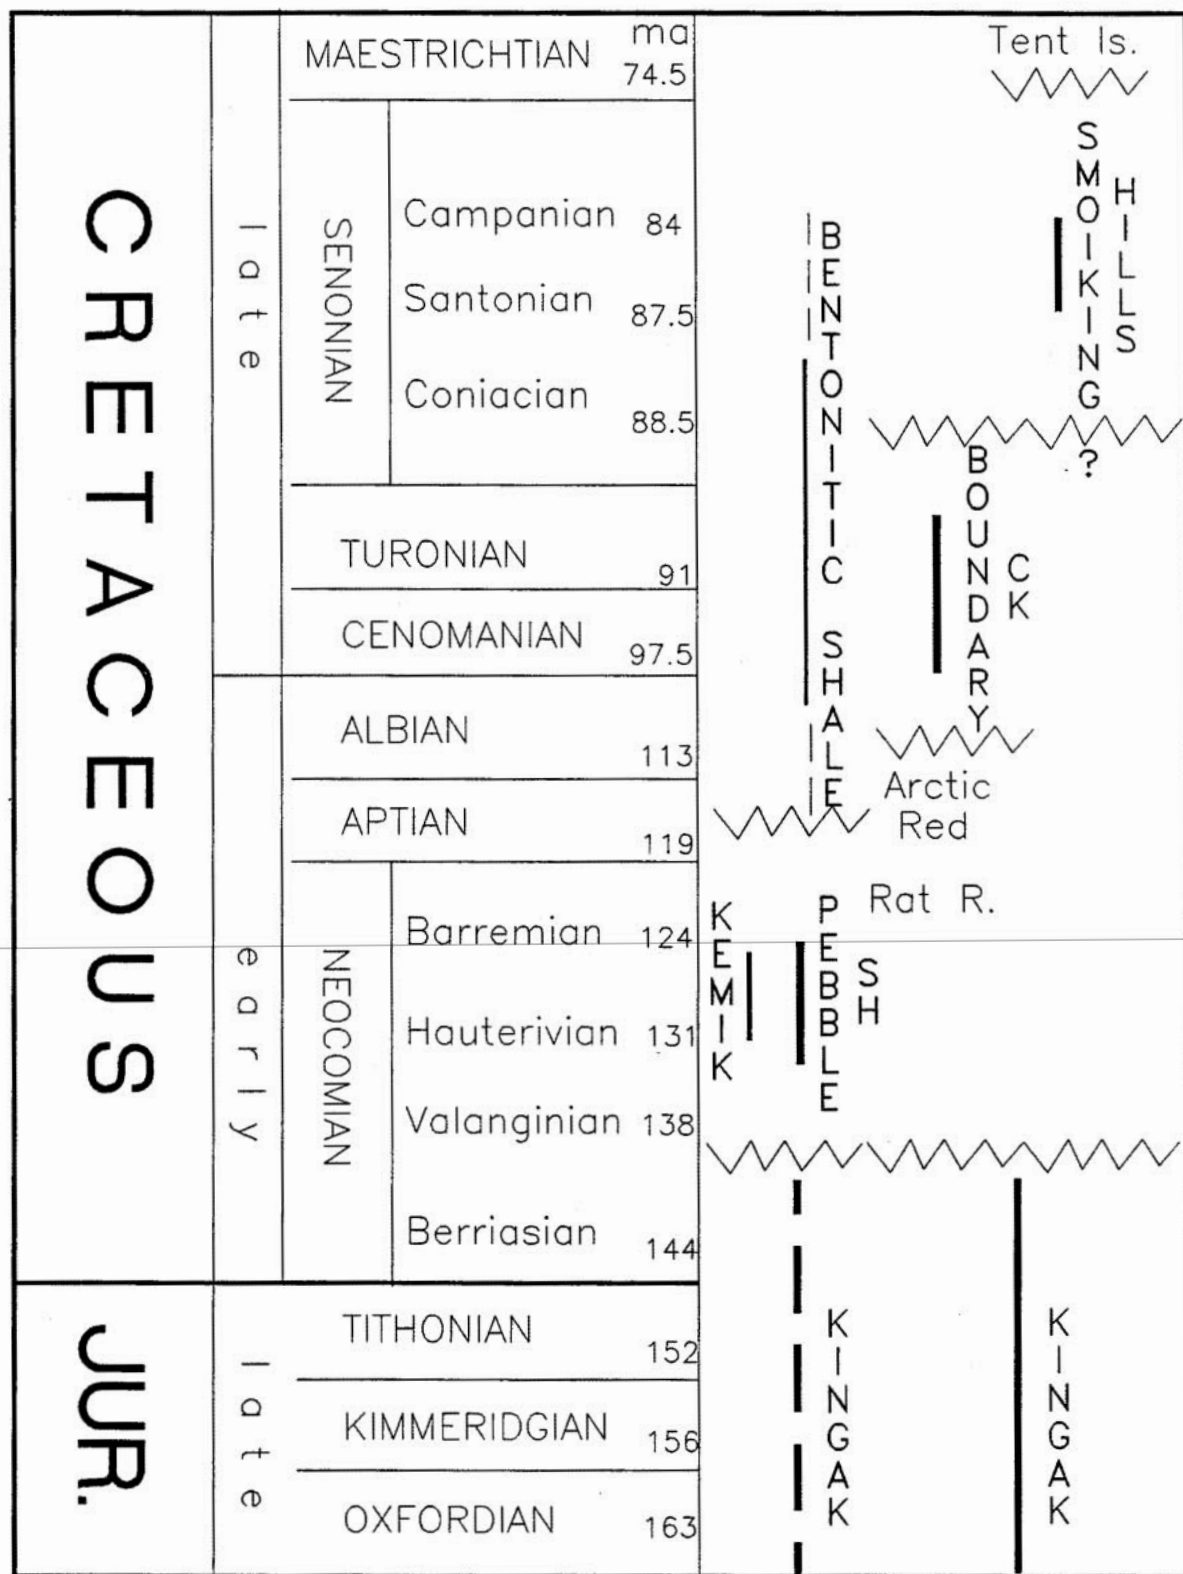 CRETACEOUS
JUR.
late
early
late
ma
MAESTRICHTIAN 74.5
SENONIAN
Campanian 84
Santonian 87.5
Coniacian 88.5
TURONIAN 91
CENOMANIAN 97.5
ALBIAN 113
APTIAN 119
NEOCOMIAN
Barremian 124
Hauterivian 131
Valanginian 138
Berriasian 144
TITHONIAN 152
KIMMERIDGIAN 156
OXFORDIAN 163
BENTONITIC SHALE
KEMIK
PEBBLE
SH
KINGAK
Tent Is.
SMOIKING
HILLS
?
BOUNDARY
CK
Arctic
Red
Rat R.
KINGAK